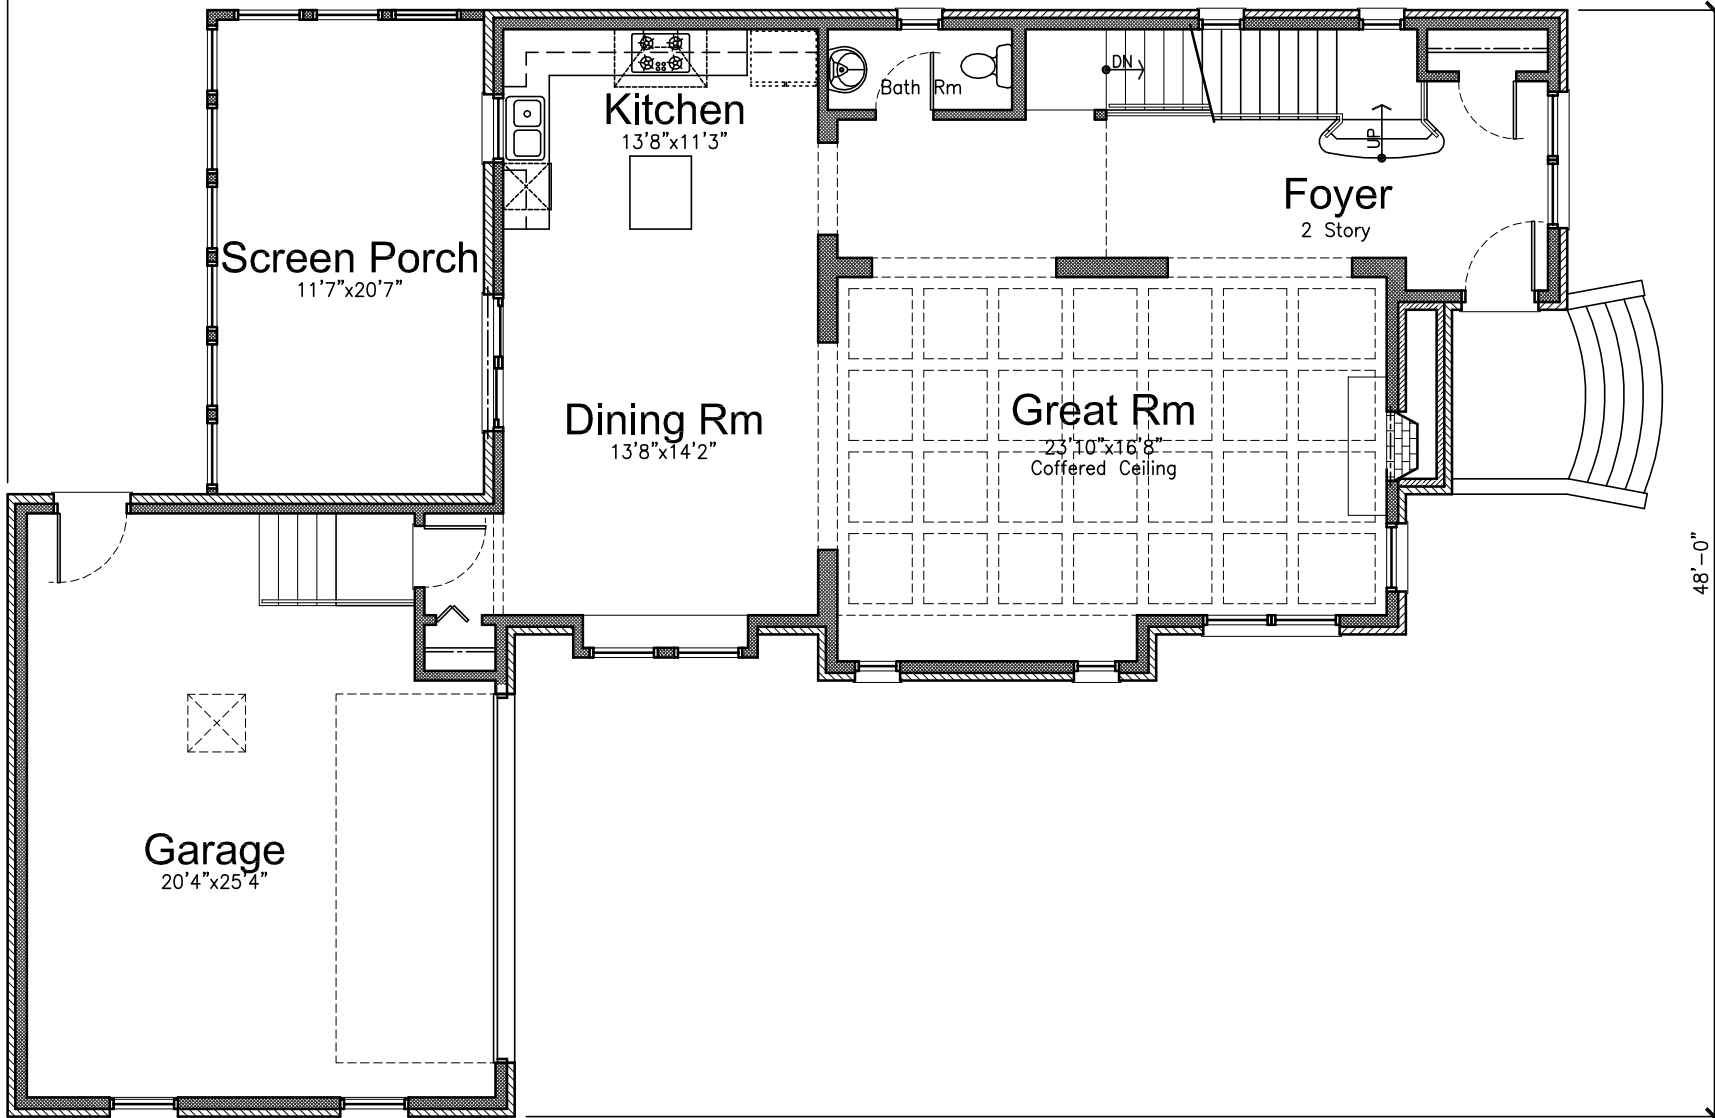 DN
Bath Rm
Kitchen
13'8"x11'3"
UP
Foyer
2 Story
Screen Porch
11'7"x20'7"
Dining Rm
13'8"x14'2"
Great Rm
23'10"x16'8"
Coffered Ceiling
48'-0"
Garage
20'4"x25'4"